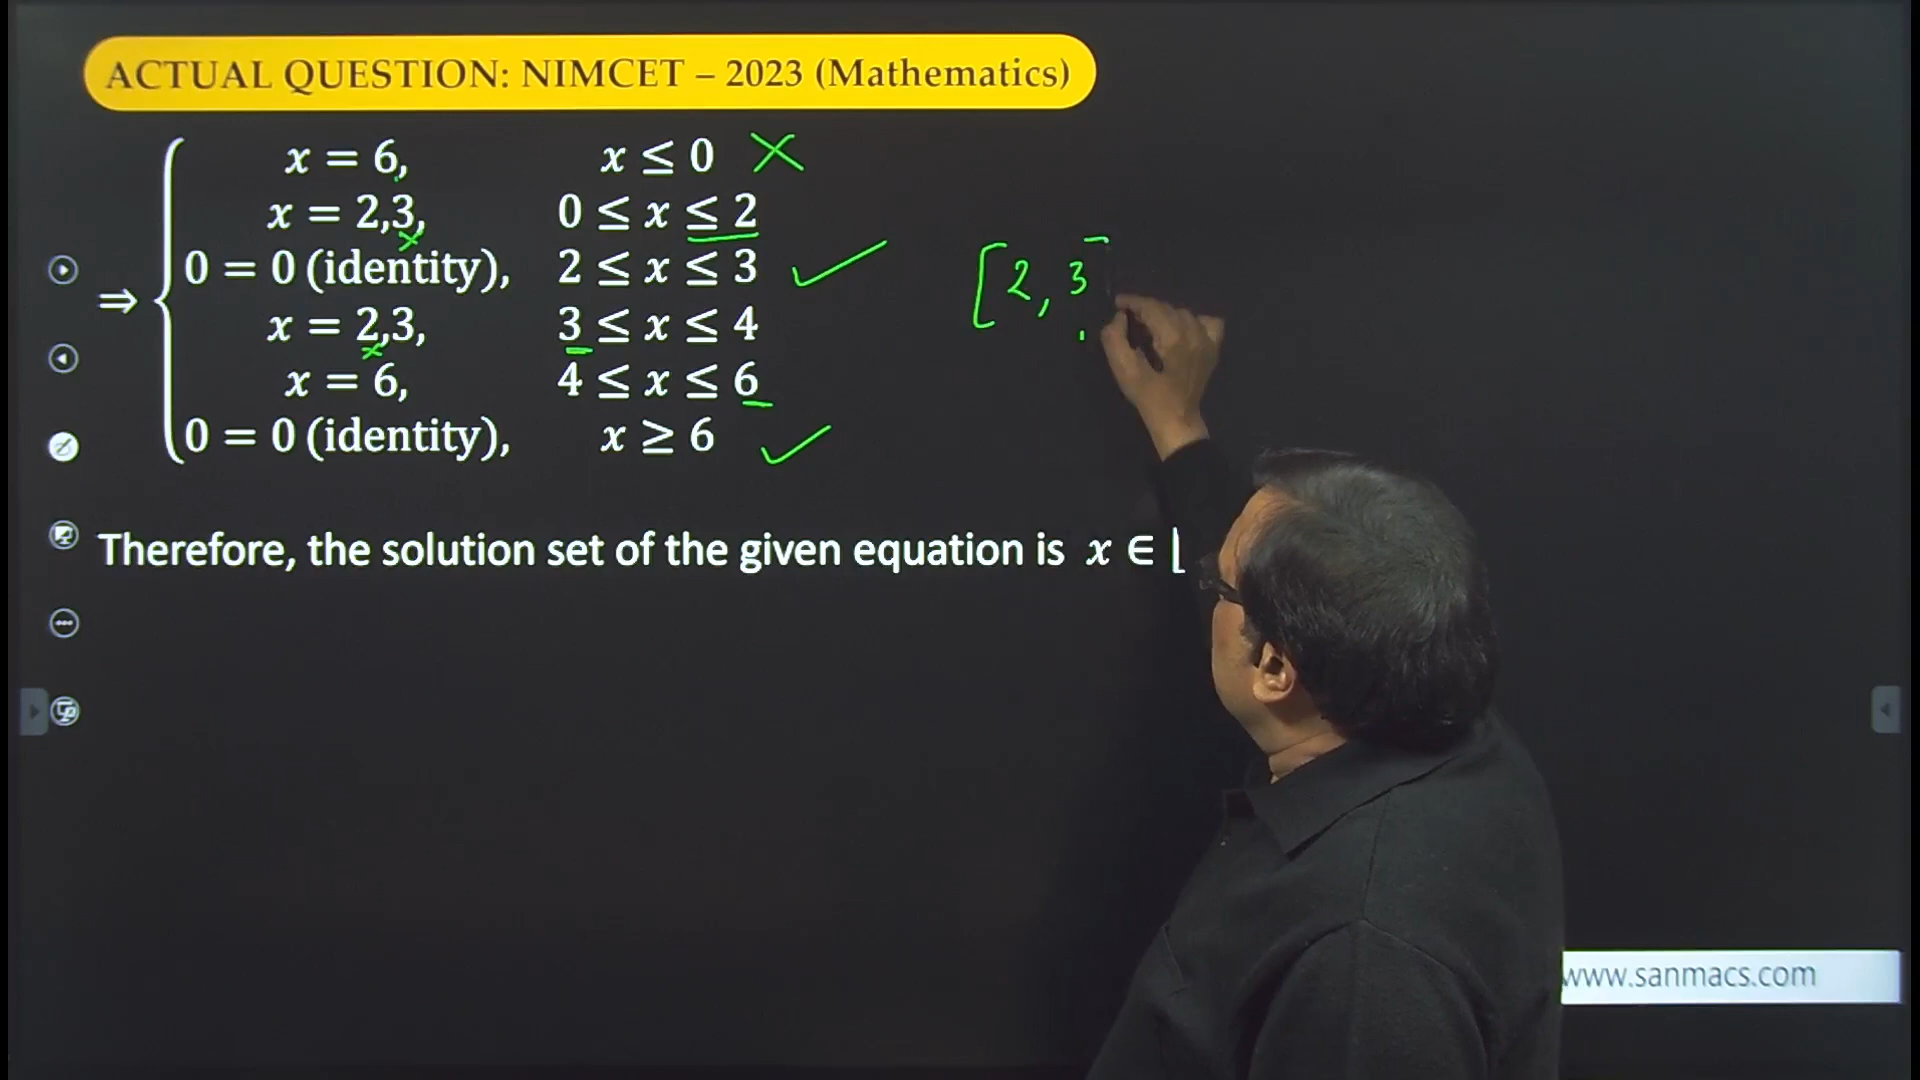 ACTUAL QUESTION: NIMCET – 2023 (Mathematics)
x = 6, x ≤ 0
x = 2,3, 0 ≤ x ≤ 2
0 = 0 (identity), 2 ≤ x ≤ 3 [2, 3]
⇒ x = 2,3, 3 ≤ x ≤ 4
x = 6, 4 ≤ x ≤ 6
0 = 0 (identity), x ≥ 6
Therefore, the solution set of the given equation is x ∈ [
www.sanmacs.com